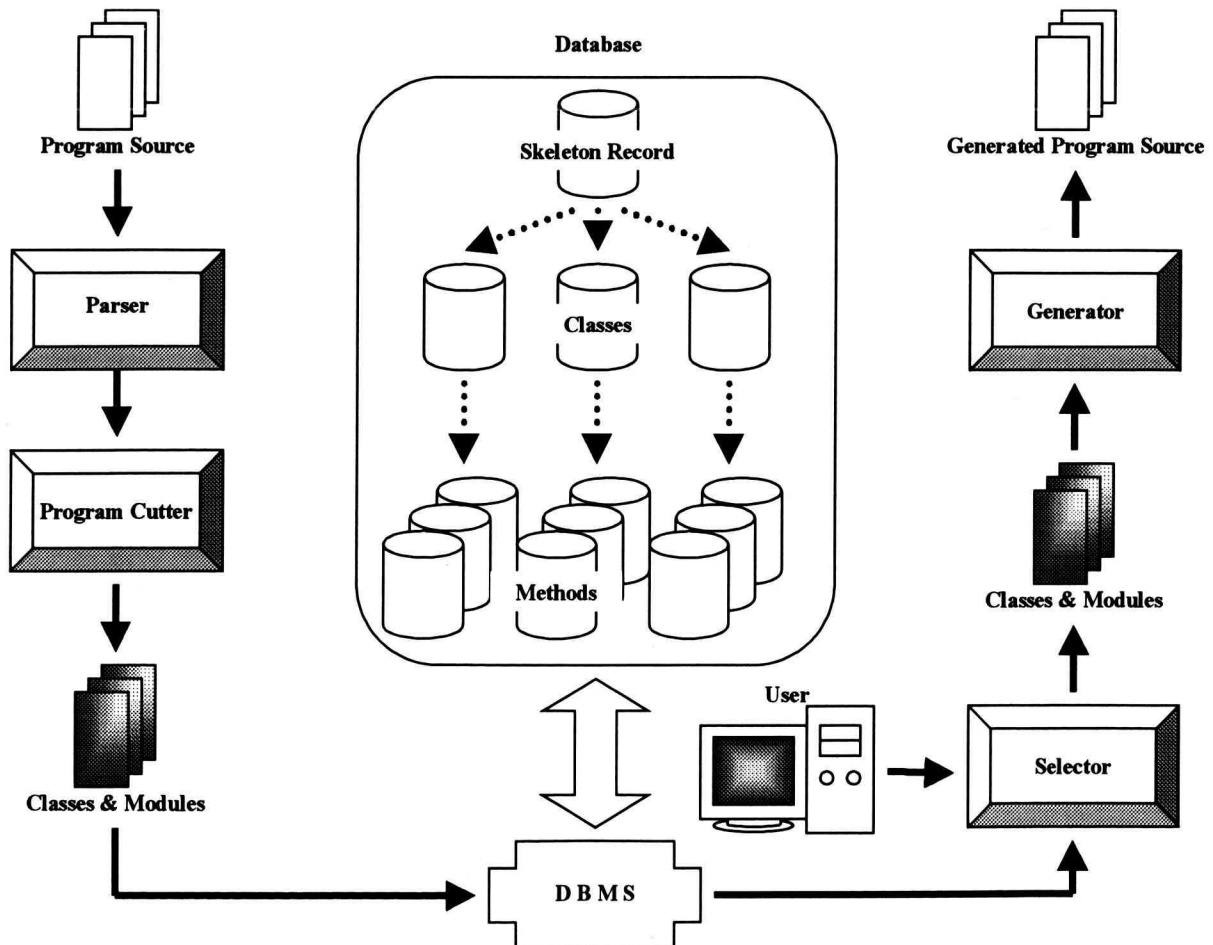 Database
Program Source
Skeleton Record
Generated Program Source
Parser
Classes
Generator
Program Cutter
Methods
Classes & Modules
User
Selector
Classes & Modules
D B M S